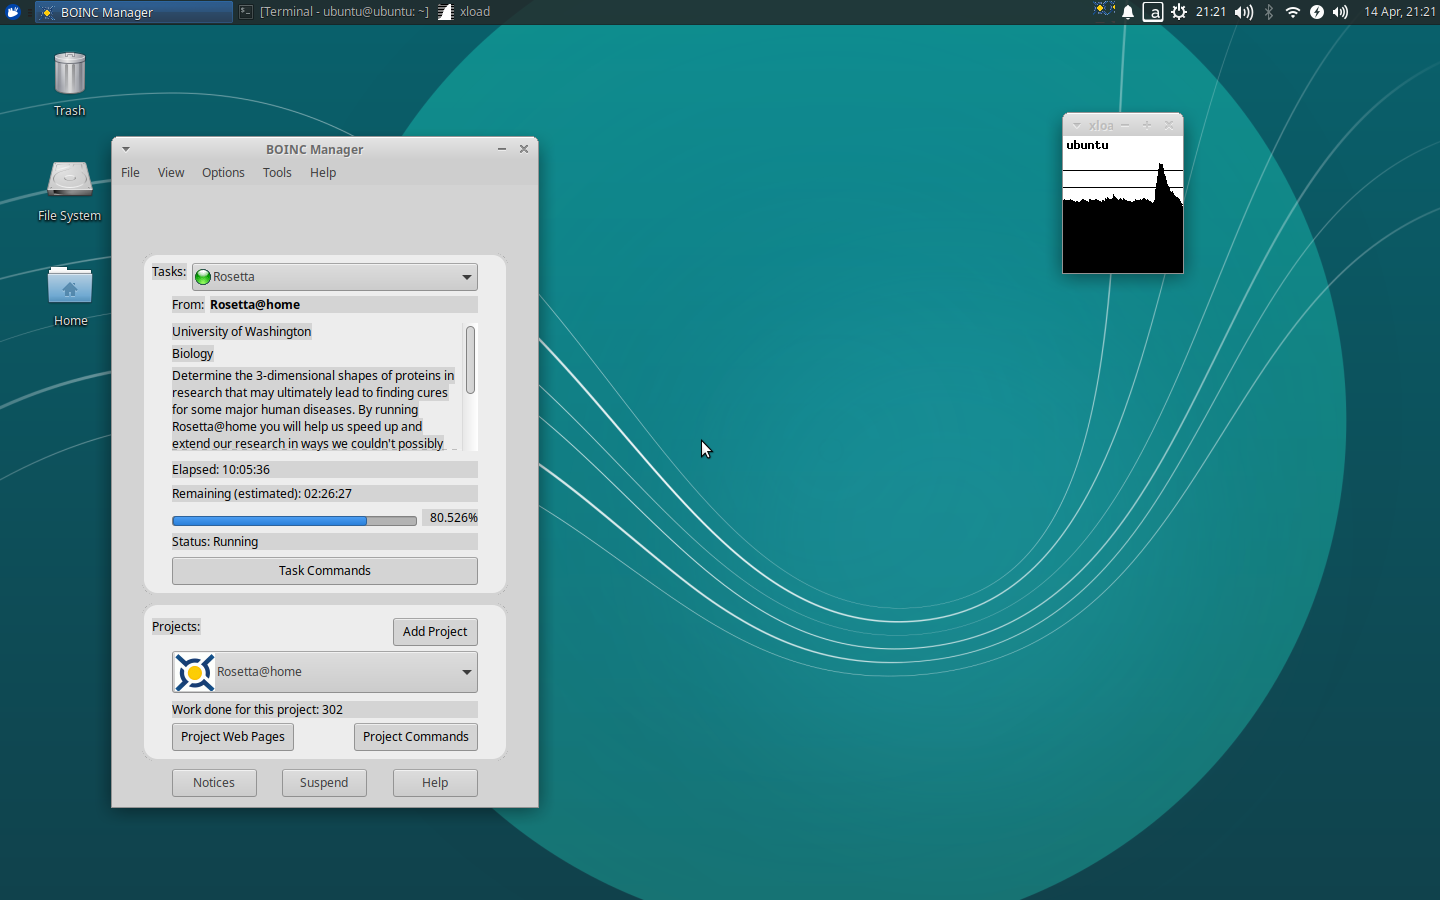 BOINC Manager
[Terminal - ubuntu@ubuntu: ~]
xload
a
21:21
14 Apr, 21:21
Trash
File System
Home
BOINC Manager
File View Options Tools Help
Tasks: Rosetta
From: Rosetta@home
University of Washington
Biology
Determine the 3-dimensional shapes of proteins in
research that may ultimately lead to finding cures
for some major human diseases. By running
Rosetta@home you will help us speed up and
extend our research in ways we couldn't possibly
Elapsed: 10:05:36
Remaining (estimated): 02:26:27
80.526%
Status: Running
Task Commands
Projects:
Add Project
Rosetta@home
Work done for this project: 302
Project Web Pages
Project Commands
Notices
Suspend
Help
xloa
ubuntu